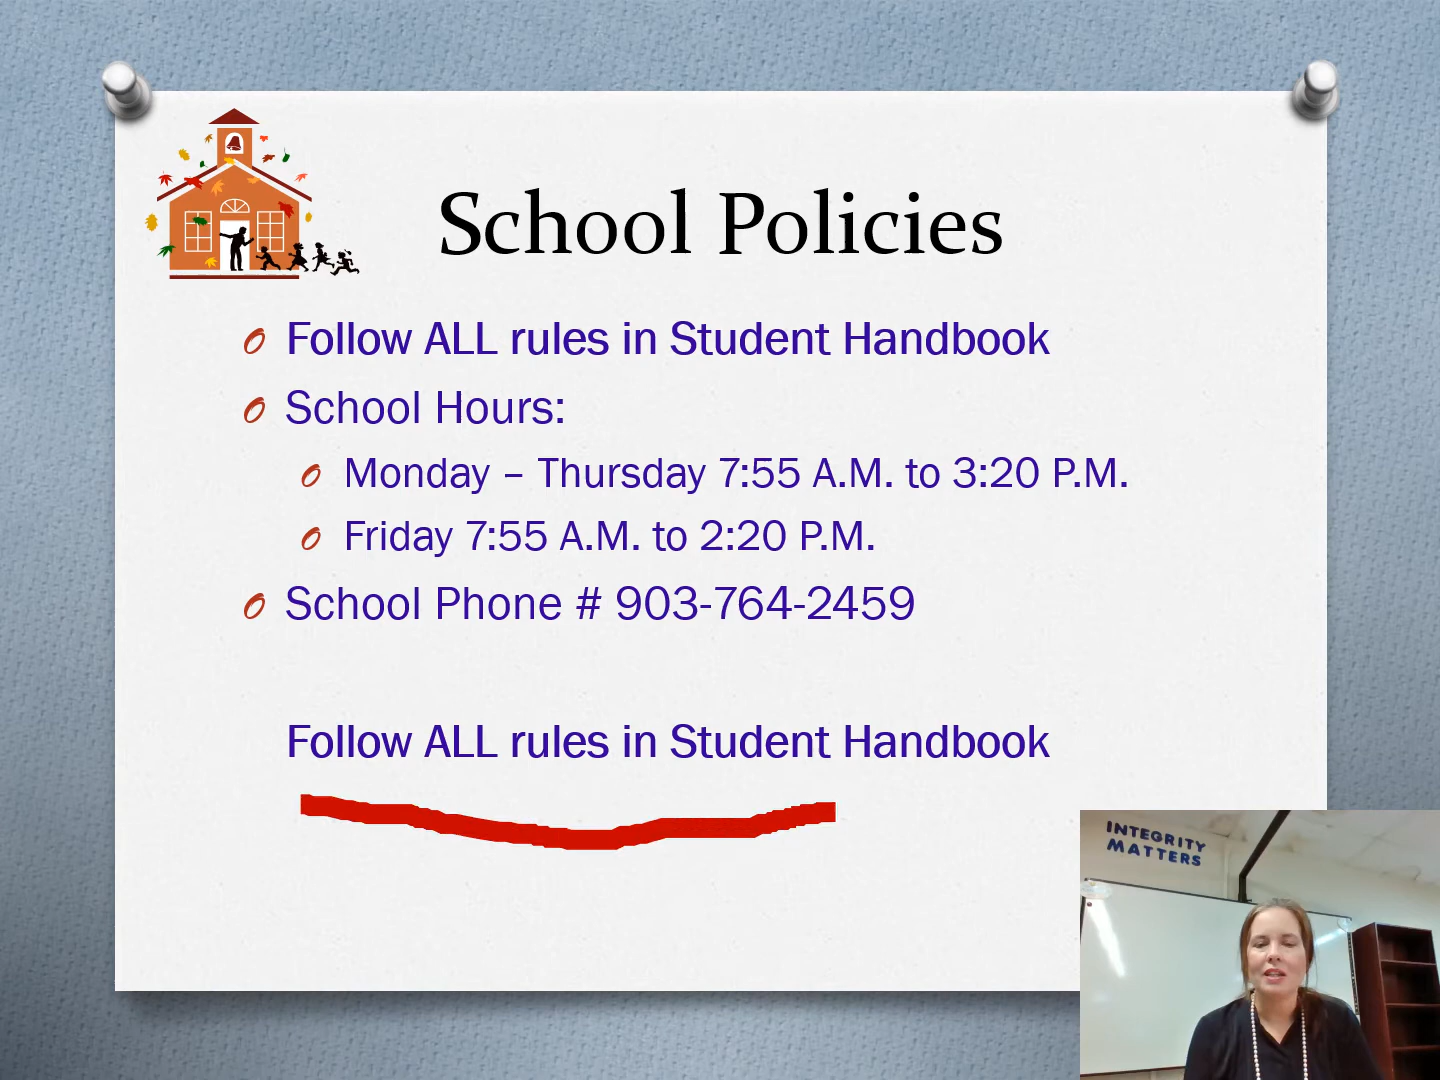 School Policies
Follow ALL rules in Student Handbook
School Hours:
Monday – Thursday 7:55 A.M. to 3:20 P.M.
Friday 7:55 A.M. to 2:20 P.M.
School Phone # 903-764-2459
Follow ALL rules in Student Handbook
INTEGRITY
MATTERS